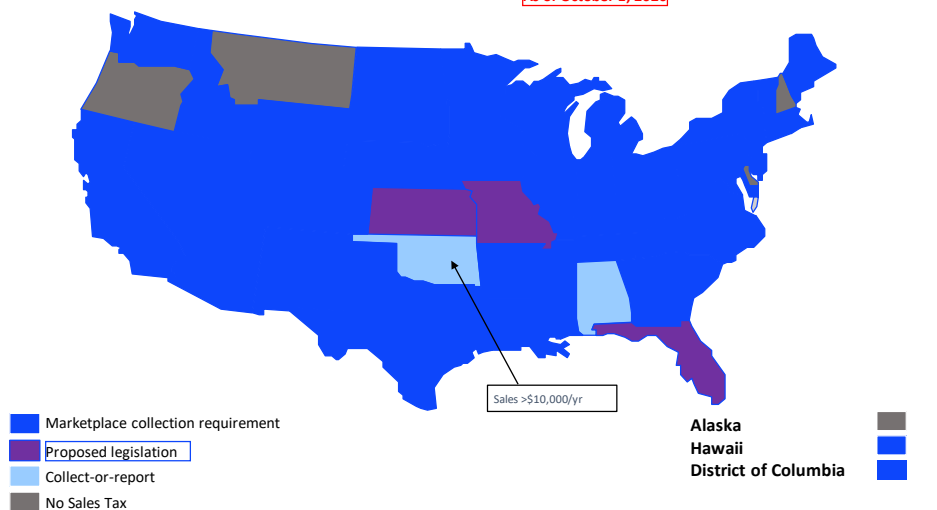 Sales >$10,000/yr
Marketplace collection requirement
Proposed legislation
Collect-or-report
No Sales Tax
Alaska
Hawaii
District of Columbia